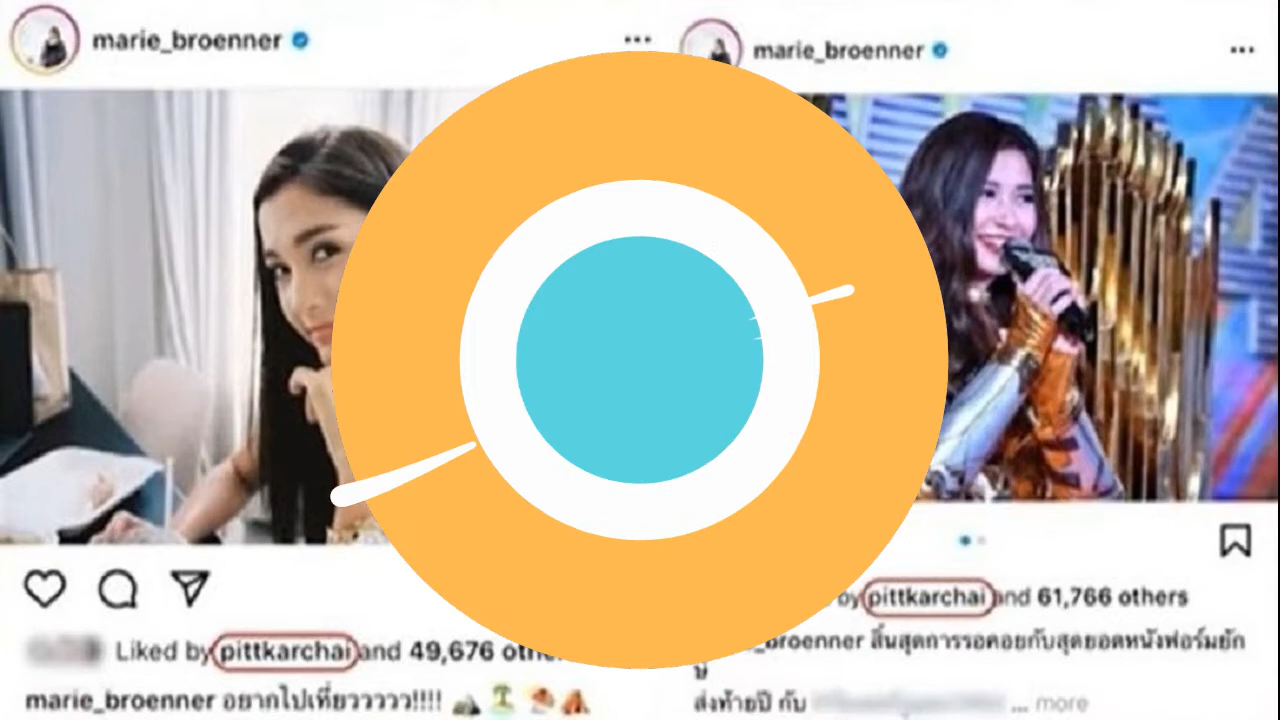 marie_broenner
marie_broenner
Liked by pittkarchai and 49,676
marie_broenner อยากไปเที่ยววววว!!!!
by pittkarchai and 61,766 others
_broenner สิ้นสุดการรอคอยกับสุดยอดหนังฟอร์มยัก
ษ์
ส่งท้ายปี กับ
... more